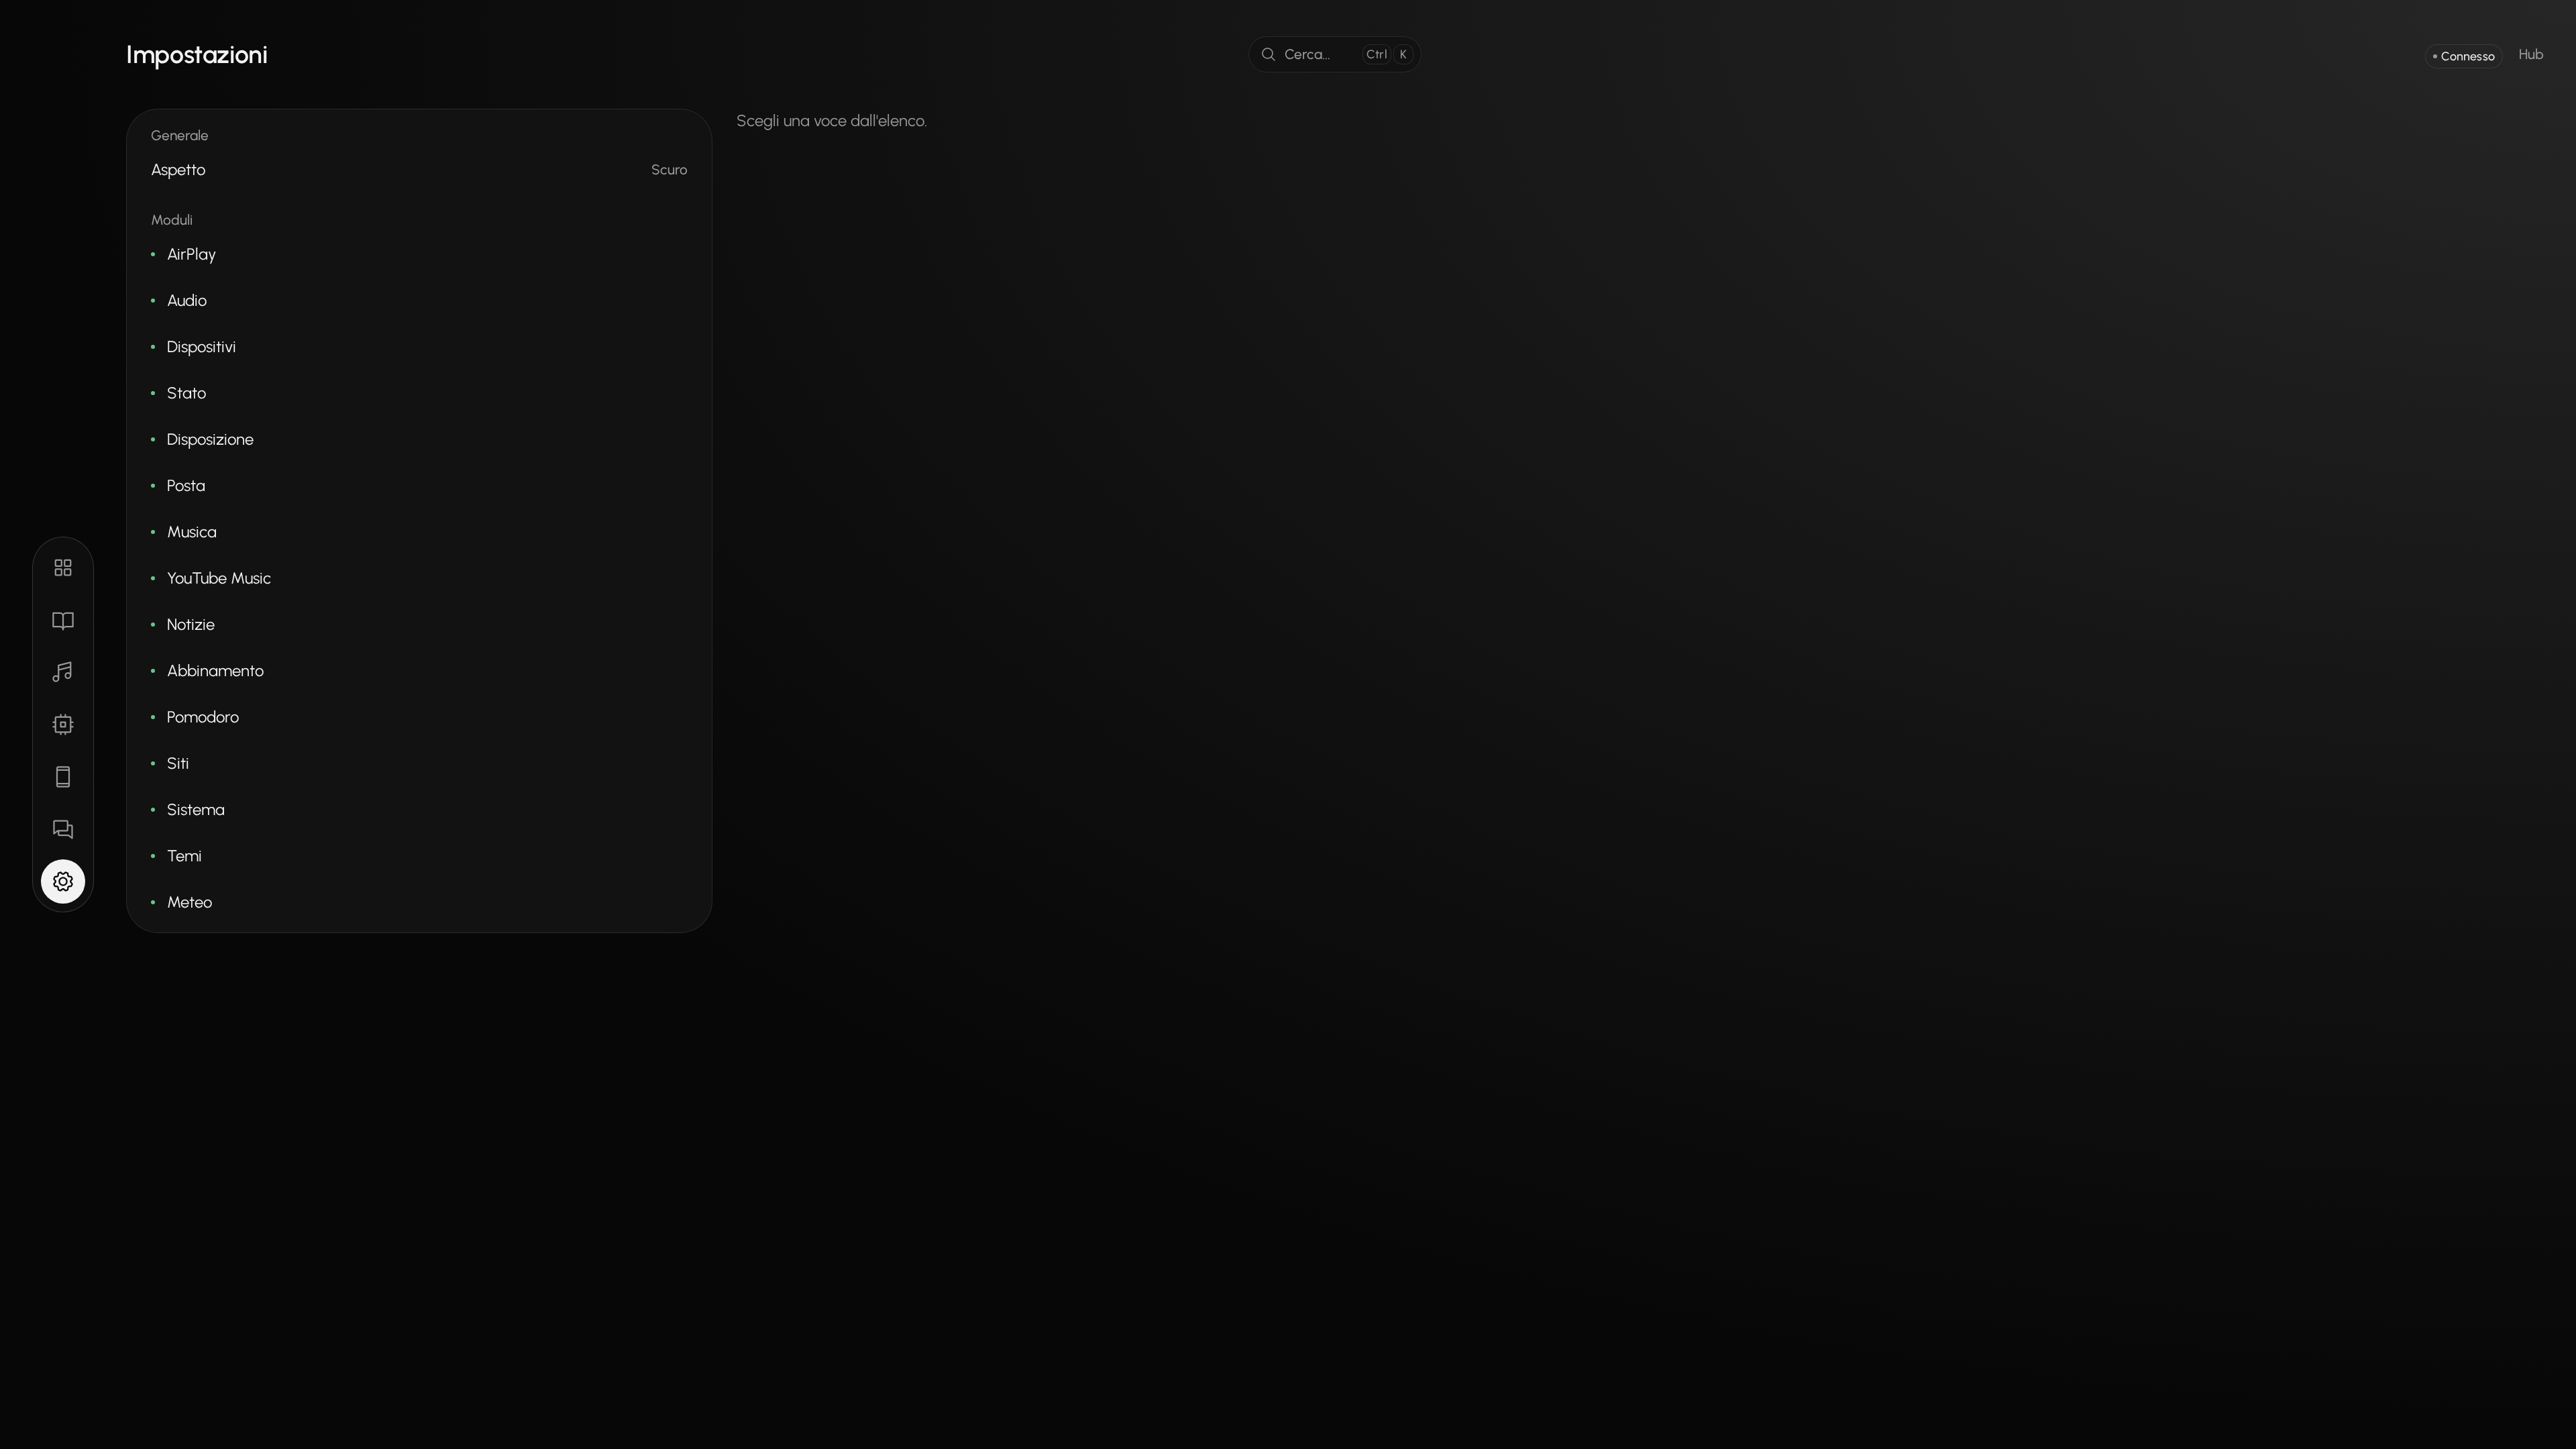 Impostazioni
Cerca... Ctrl K
Connesso Hub
Generale
Aspetto Scuro
Moduli
AirPlay
Audio
Dispositivi
Stato
Disposizione
Posta
Musica
YouTube Music
Notizie
Abbinamento
Pomodoro
Siti
Sistema
Temi
Meteo
Scegli una voce dall'elenco.